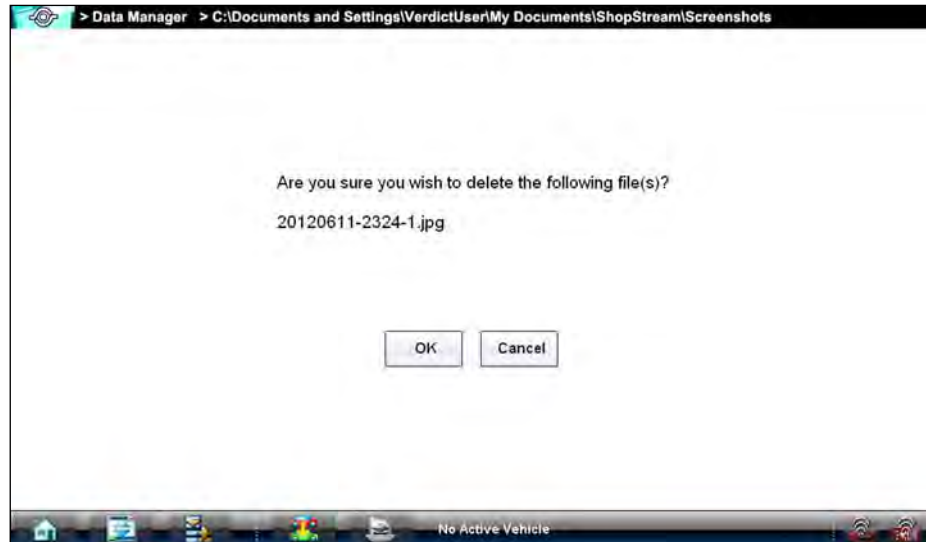 > Data Manager > C:\Documents and Settings\VerdictUser\My Documents\ShopStream\Screenshots
Are you sure you wish to delete the following file(s)?
20120611-2324-1.jpg
OK Cancel
No Active Vehicle